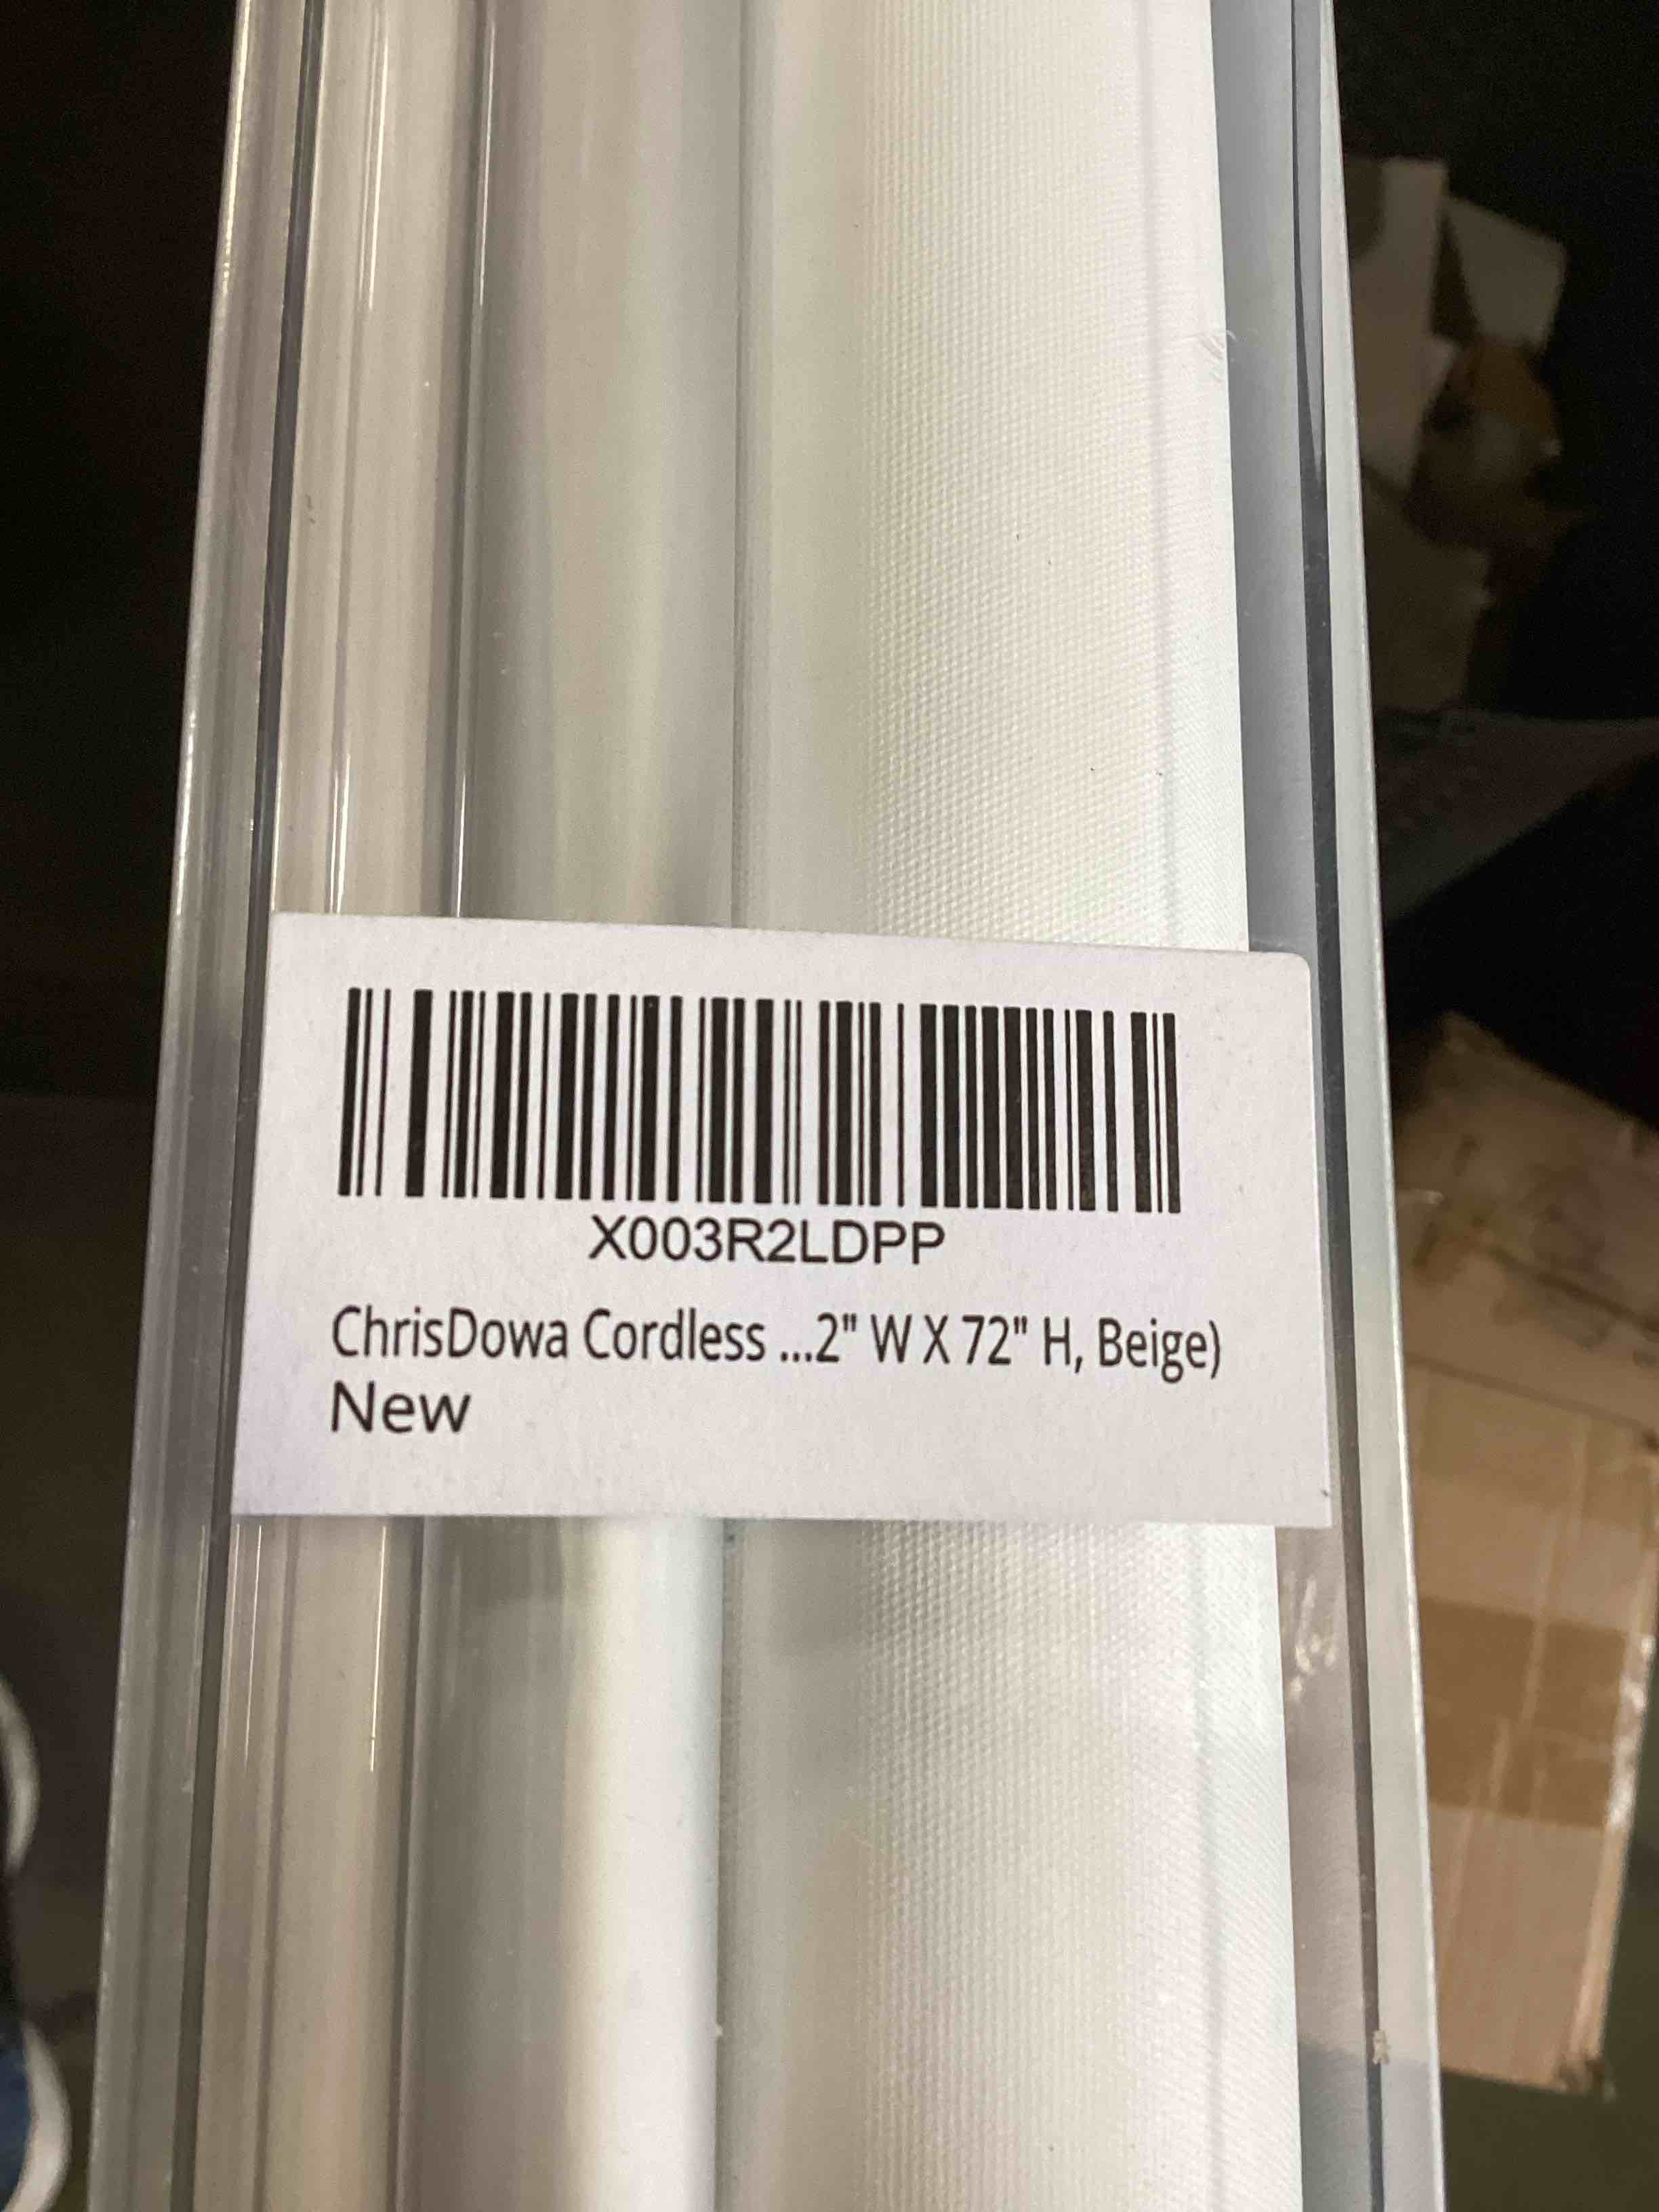 X003R2LDPP
ChrisDowa Cordless ...2" W X 72" H, Beige)
New